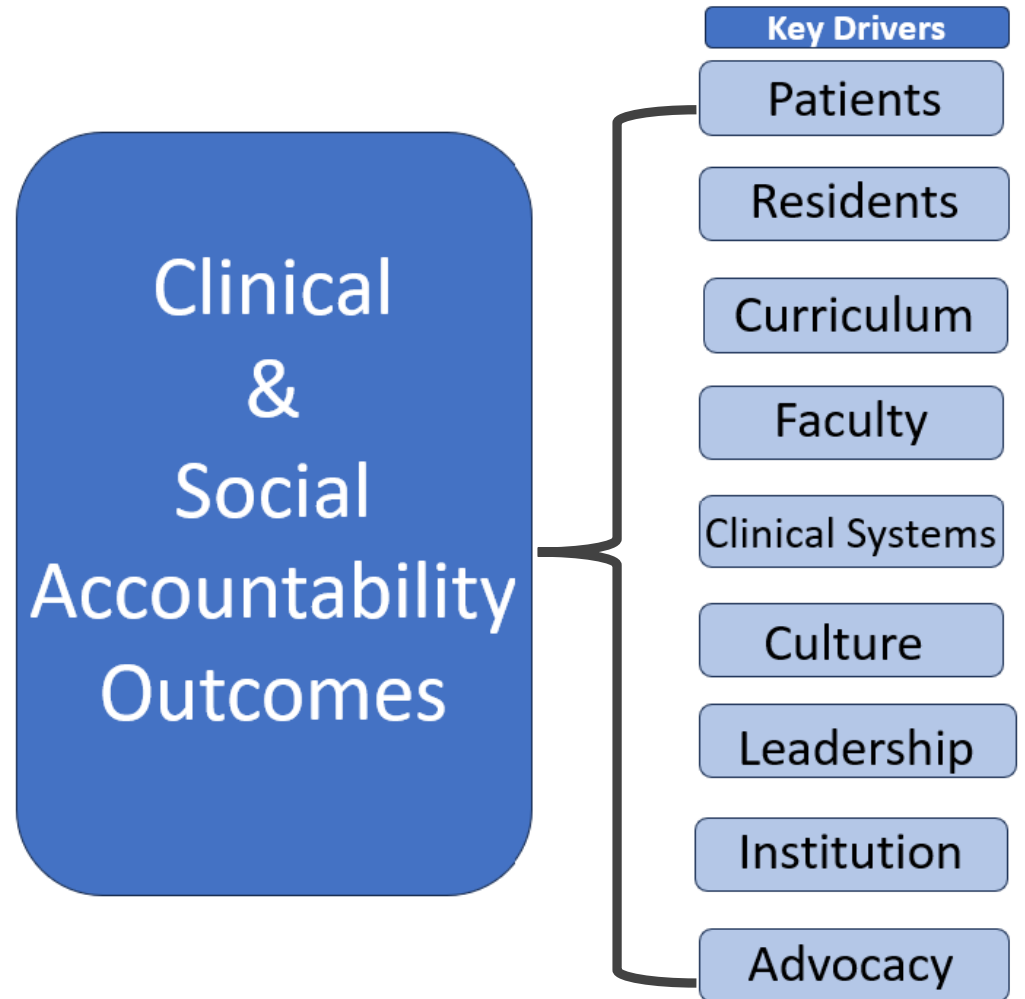 Clinical
&
Social
Accountability
Outcomes
Key Drivers
Patients
Residents
Curriculum
Faculty
Clinical Systems
Culture
Leadership
Institution
Advocacy